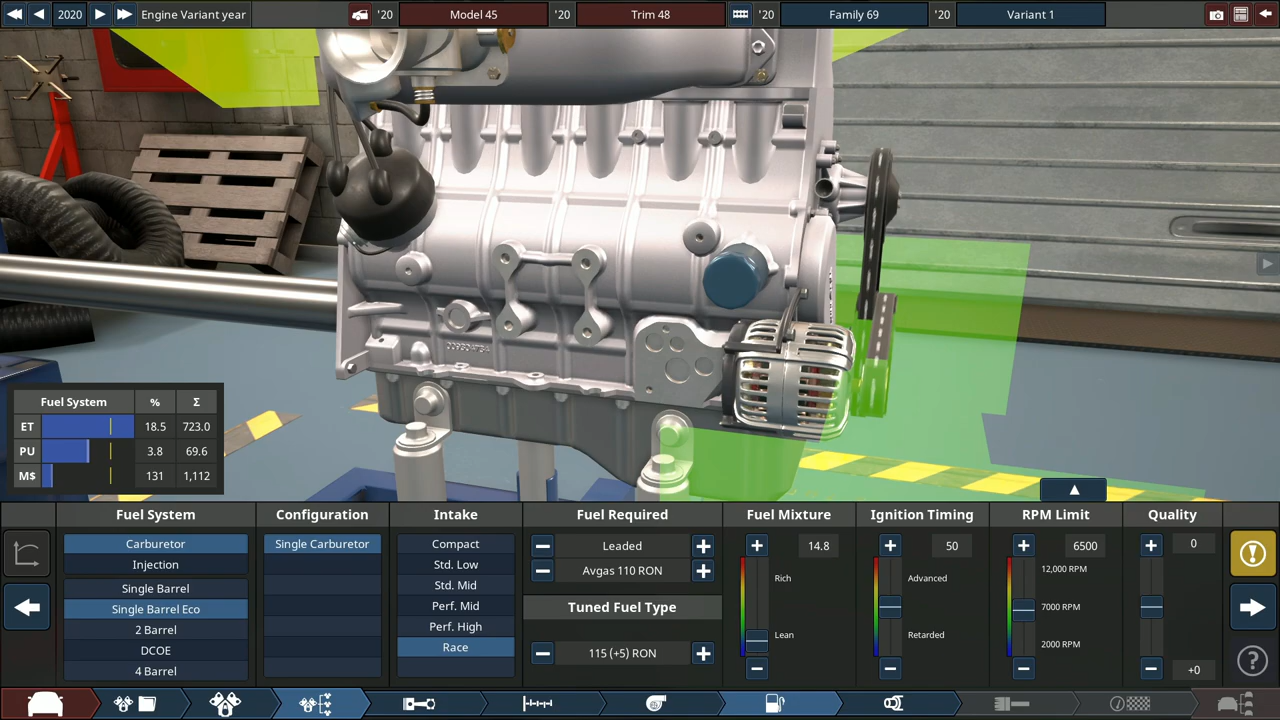 2020 Engine Variant year '20 Model 45 '20 Trim 48 '20 Family 69 '20 Variant 1
Fuel System % Σ
ET 18.5 723.0
PU 3.8 69.6
M$ 131 1,112
Fuel System
Carburetor
Injection
Single Barrel
Single Barrel Eco
2 Barrel
DCOE
4 Barrel
Configuration
Single Carburetor
Intake
Compact
Std. Low
Std. Mid
Perf. Mid
Perf. High
Race
Fuel Required
Leaded
Avgas 110 RON
Tuned Fuel Type
115 (+5) RON
Fuel Mixture
14.8
Rich
Lean
Ignition Timing
50
Advanced
Retarded
RPM Limit
6500
12,000 RPM
7000 RPM
2000 RPM
Quality
0
+0